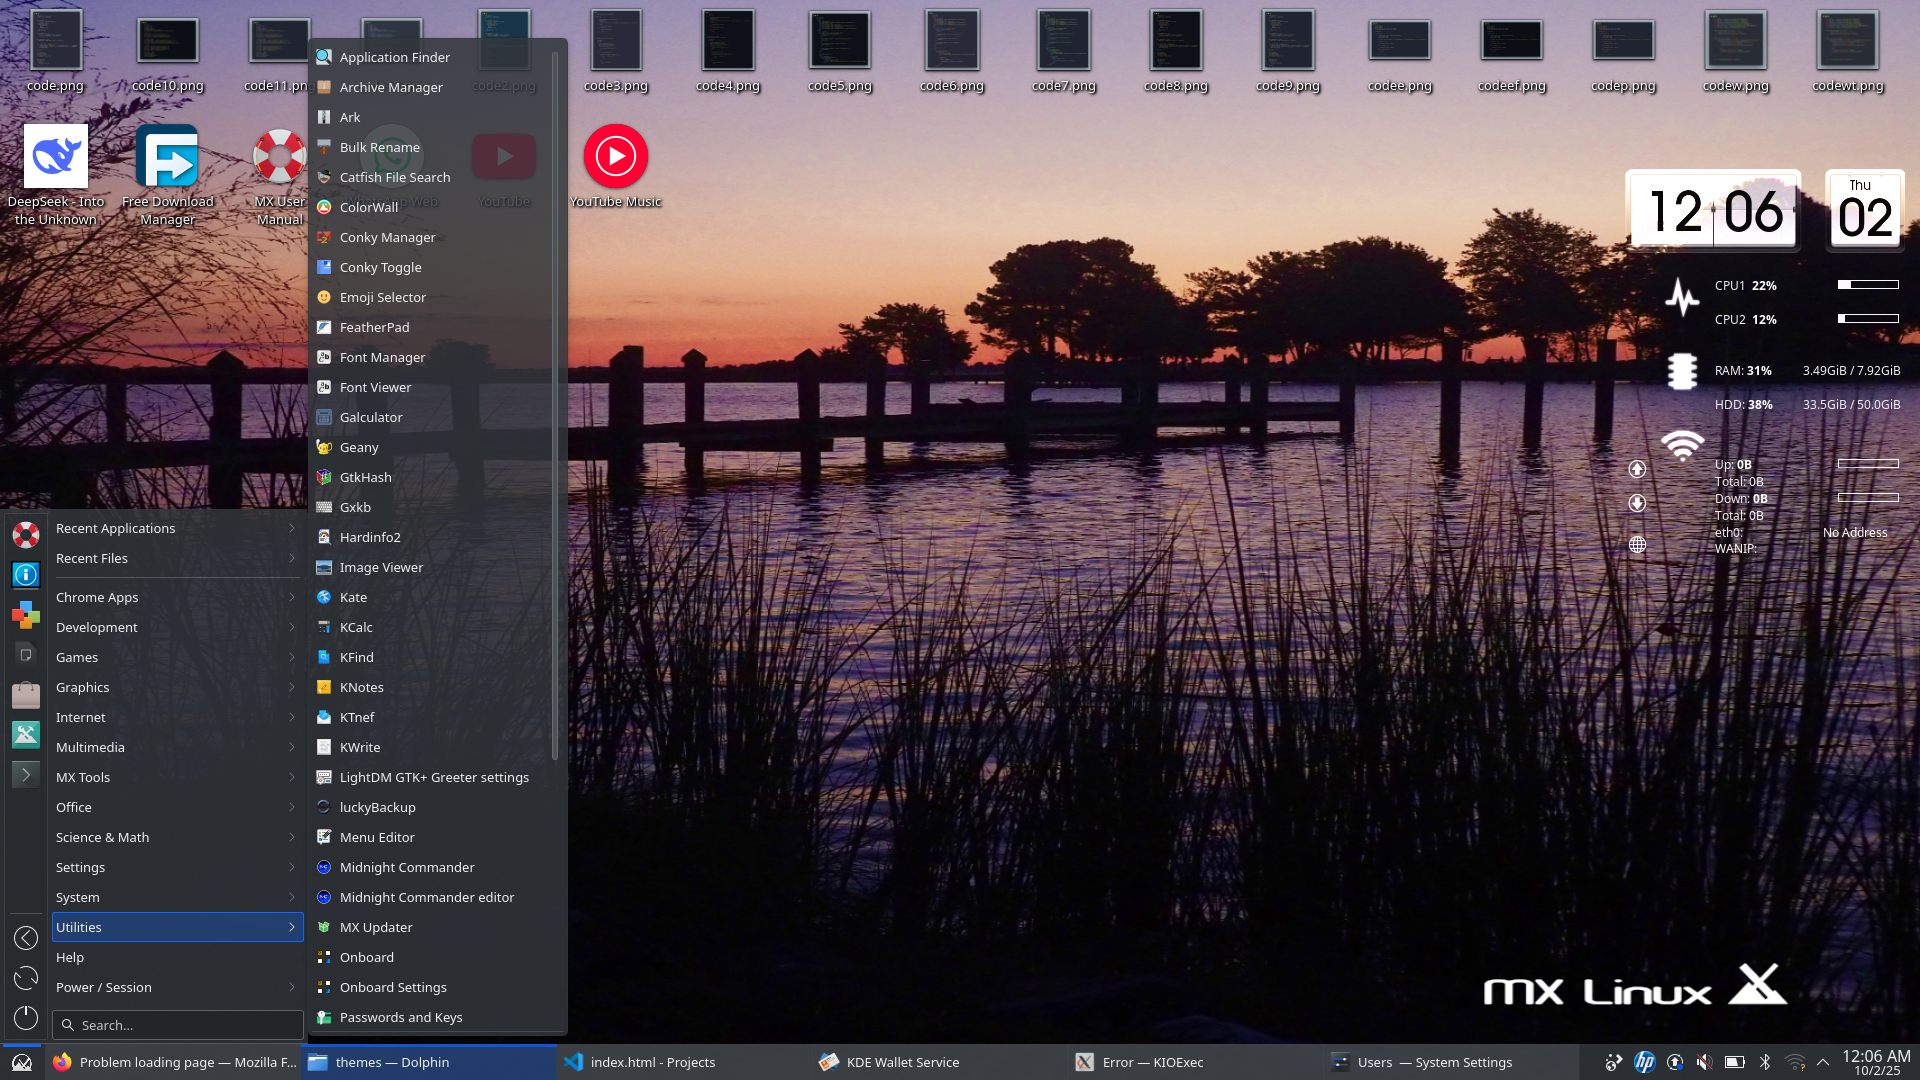 code.png
code10.png
code11.png
code2.png
code3.png
code4.png
code5.png
code6.png
code7.png
code8.png
code9.png
codee.png
codeef.png
codep.png
codew.png
codewt.png
DeepSeek - Into
the Unknown
Free Download
Manager
MX User
Manual
YouTube
YouTube Music
Application Finder
Archive Manager
Ark
Bulk Rename
Catfish File Search
ColorWall
Conky Manager
Conky Toggle
Emoji Selector
FeatherPad
Font Manager
Font Viewer
Galculator
Geany
GtkHash
Gxkb
Hardinfo2
Image Viewer
Kate
KCalc
KFind
KNotes
KTnef
KWrite
LightDM GTK+ Greeter settings
luckyBackup
Menu Editor
Midnight Commander
Midnight Commander editor
MX Updater
Onboard
Onboard Settings
Passwords and Keys
Recent Applications
Recent Files
Chrome Apps
Development
Games
Graphics
Internet
Multimedia
MX Tools
Office
Science & Math
Settings
System
Utilities
Help
Power / Session
Search...
12 06
Thu
02
CPU1 22%
CPU2 12%
RAM: 31% 3.49GiB / 7.92GiB
HDD: 38% 33.5GiB / 50.0GiB
Up: 0B
Total: 0B
Down: 0B
Total: 0B
eth0: No Address
WANIP:
MX Linux
Problem loading page — Mozilla F...
themes — Dolphin
index.html - Projects
KDE Wallet Service
Error — KIOExec
Users — System Settings
hp
12:06 AM
10/2/25